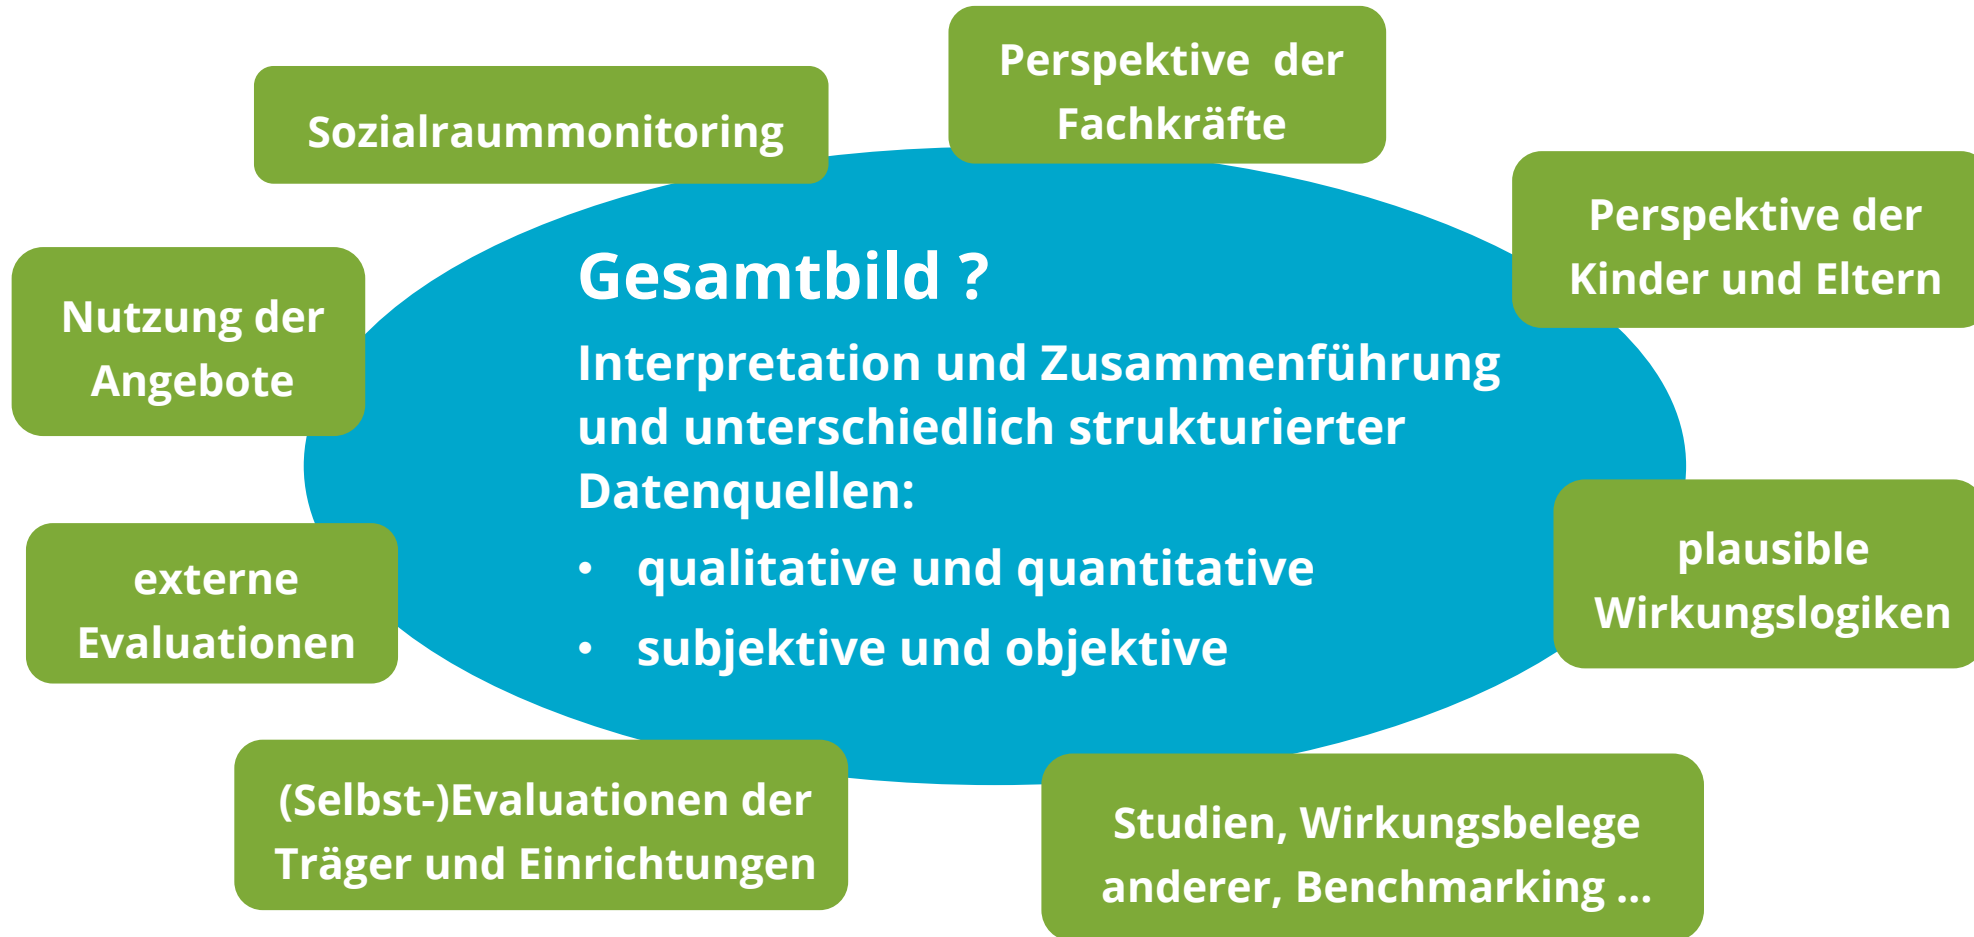 Perspektive der
Fachkräfte
Sozialraummonitoring
Perspektive der
Kinder und Eltern
Nutzung der
Angebote
Gesamtbild ?
Interpretation und Zusammenführung
und unterschiedlich strukturierter
Datenquellen:
• qualitative und quantitative
• subjektive und objektive
plausible
Wirkungslogiken
externe
Evaluationen
(Selbst-)Evaluationen der
Träger und Einrichtungen
Studien, Wirkungsbelege
anderer, Benchmarking ...